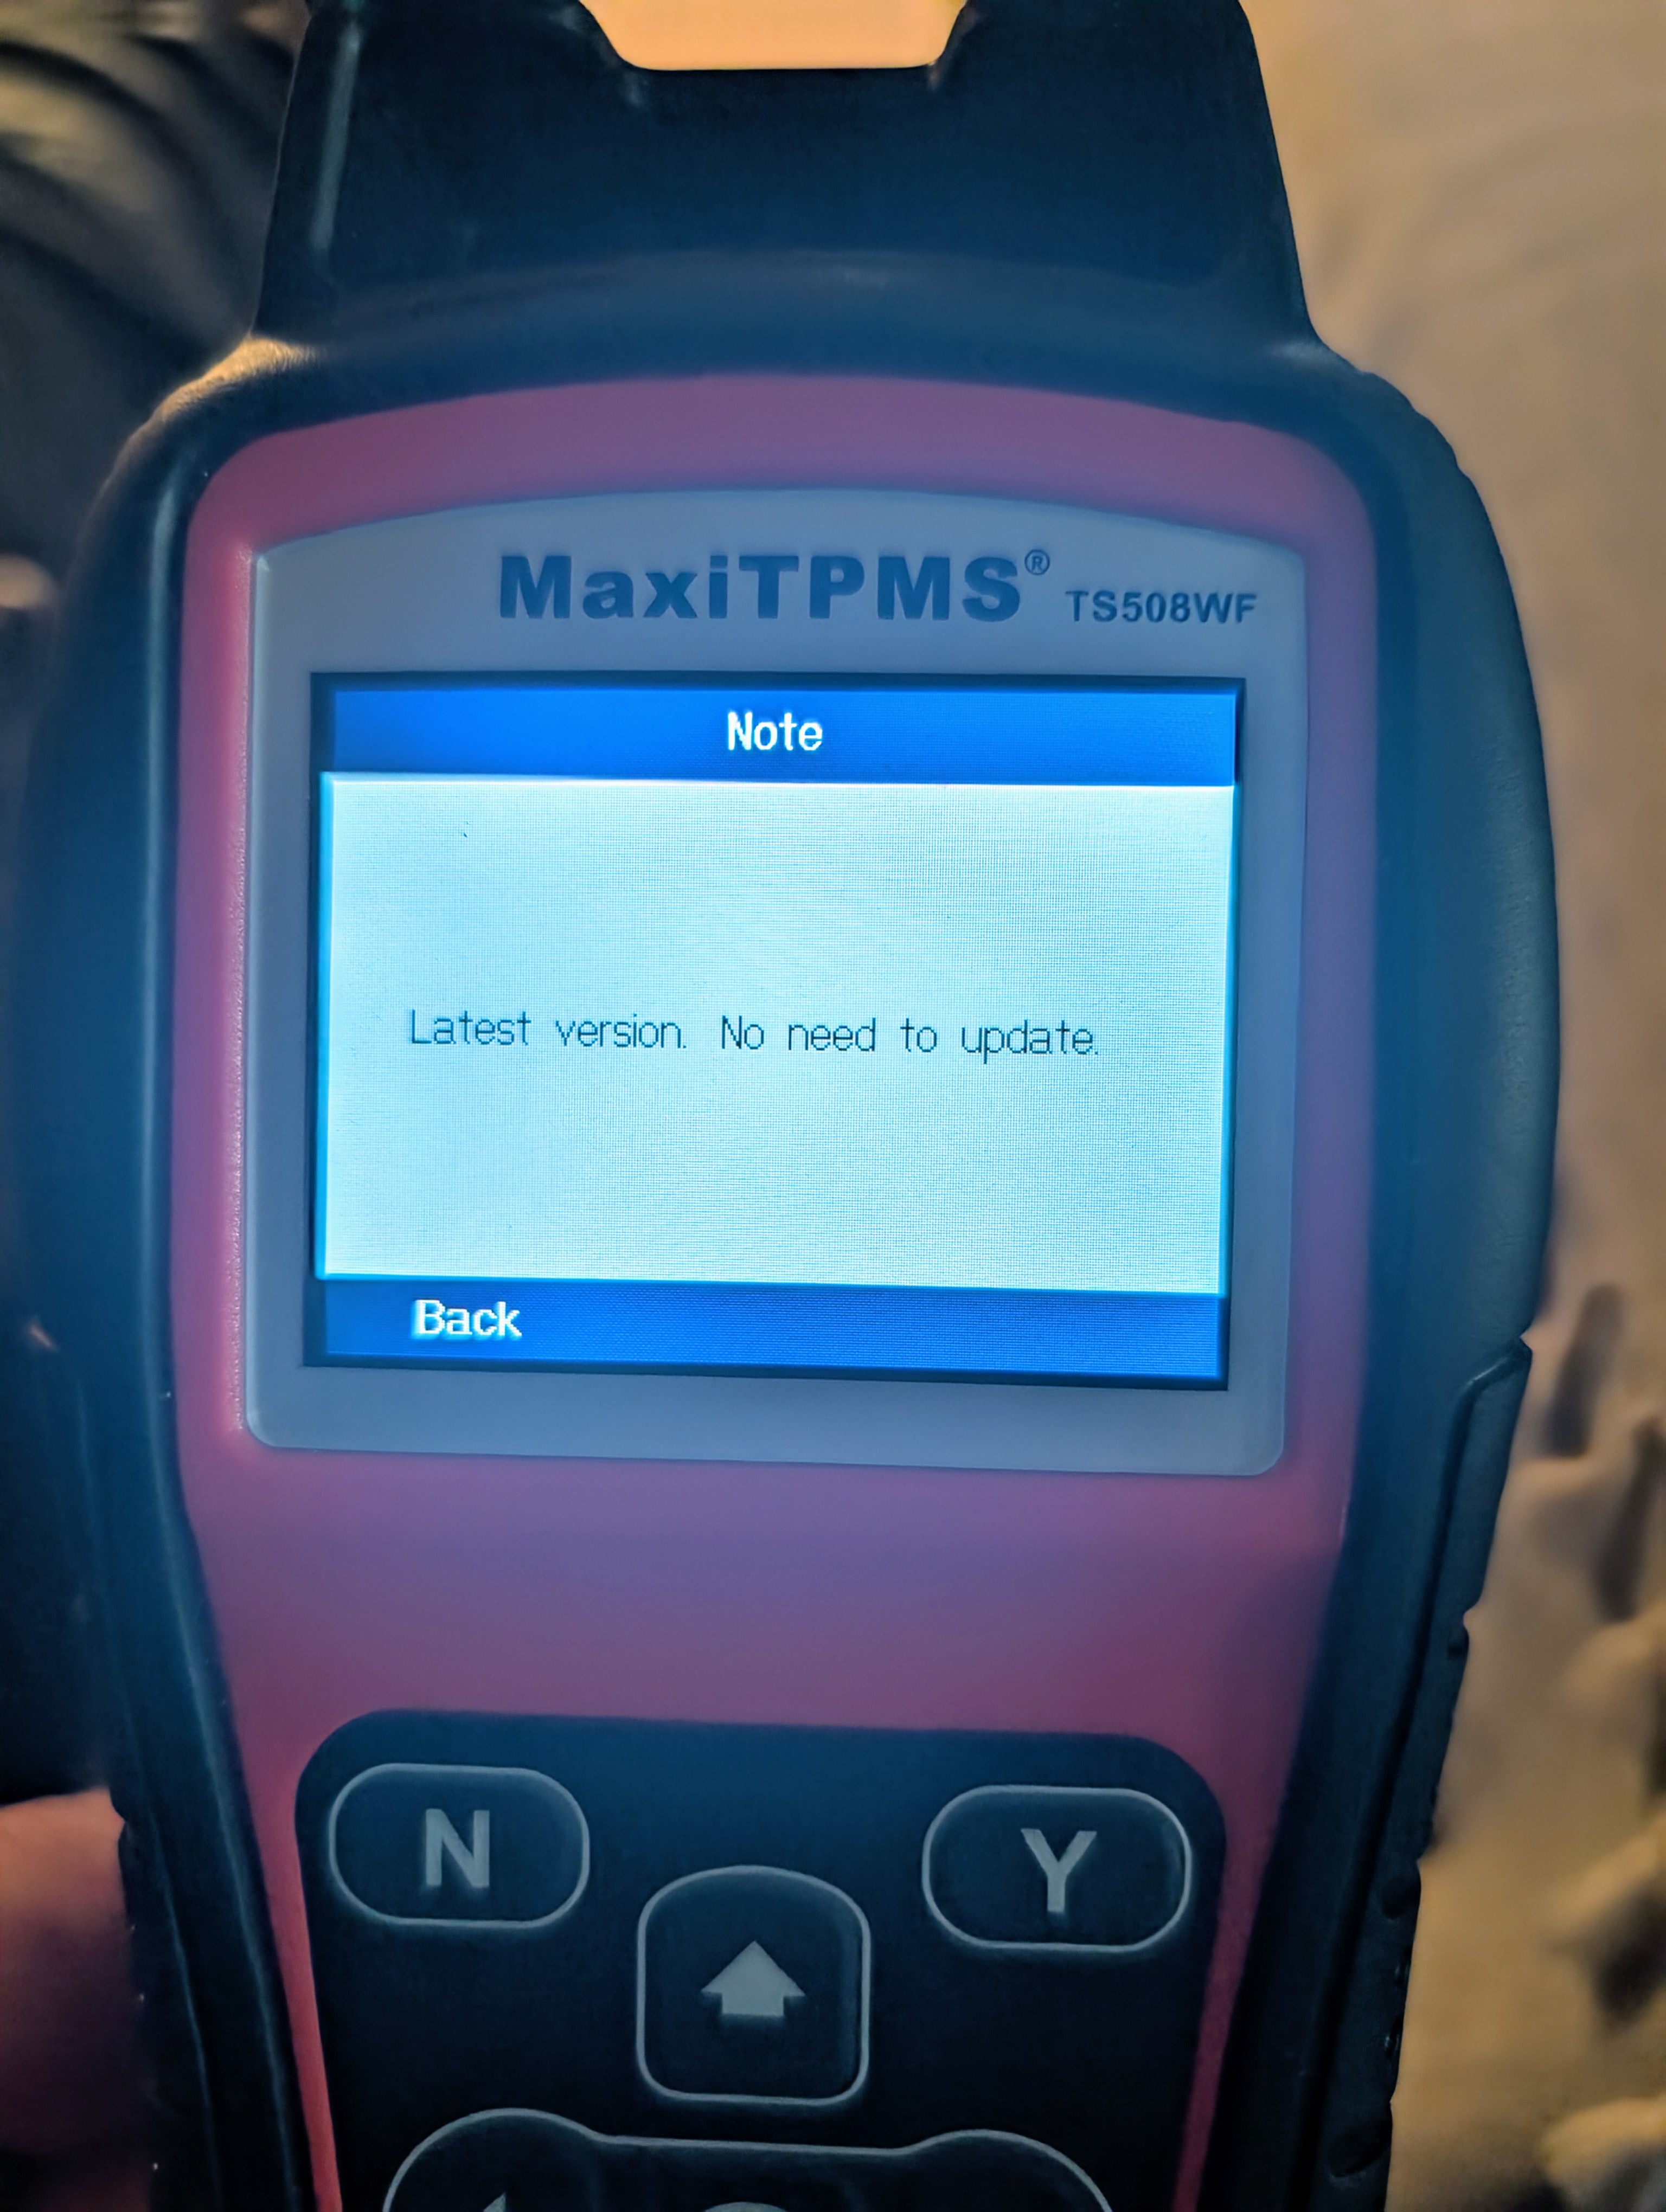 MaxiTPMS® TS508WF
Note
Latest version. No need to update.
Back
N
Y